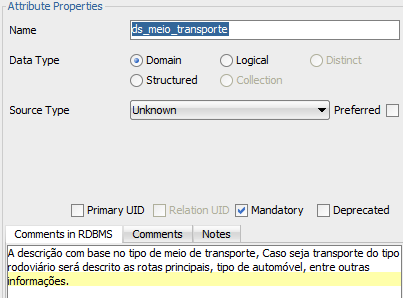 Attribute Properties
Name ds_meio_transporte
Data Type Domain Logical Distinct
Structured Collection
Source Type Unknown Preferred
Primary UID Relation UID Mandatory Deprecated
Comments in RDBMS Comments Notes
A descrição com base no tipo de meio de transporte, Caso seja transporte do tipo
rodoviário será descrito as rotas principais, tipo de automóvel, entre outras
informações.